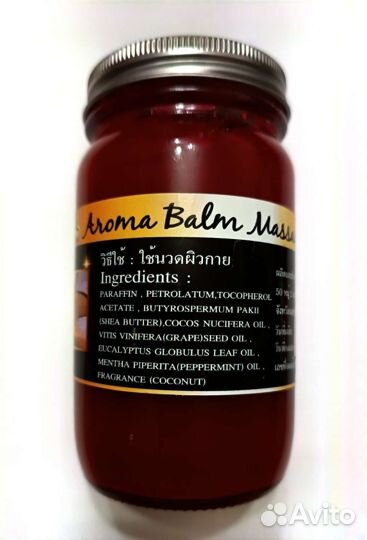 Aroma Balm Massa
วิธีใช้ : ใช้นวดผิวกาย
Ingredients :
PARAFFIN , PETROLATUM,TOCOPHEROL
ACETATE , BUTYROSPERMUM PAKII
(SHEA BUTTER),COCOS NUCIFERA OIL ,
VITIS VINIFERA(GRAPE)SEED OIL ,
EUCALYPTUS GLOBULUS LEAF OIL ,
MENTHA PIPERITA(PEPPERMINT) OIL ,
FRAGRANCE (COCONUT)
Avito